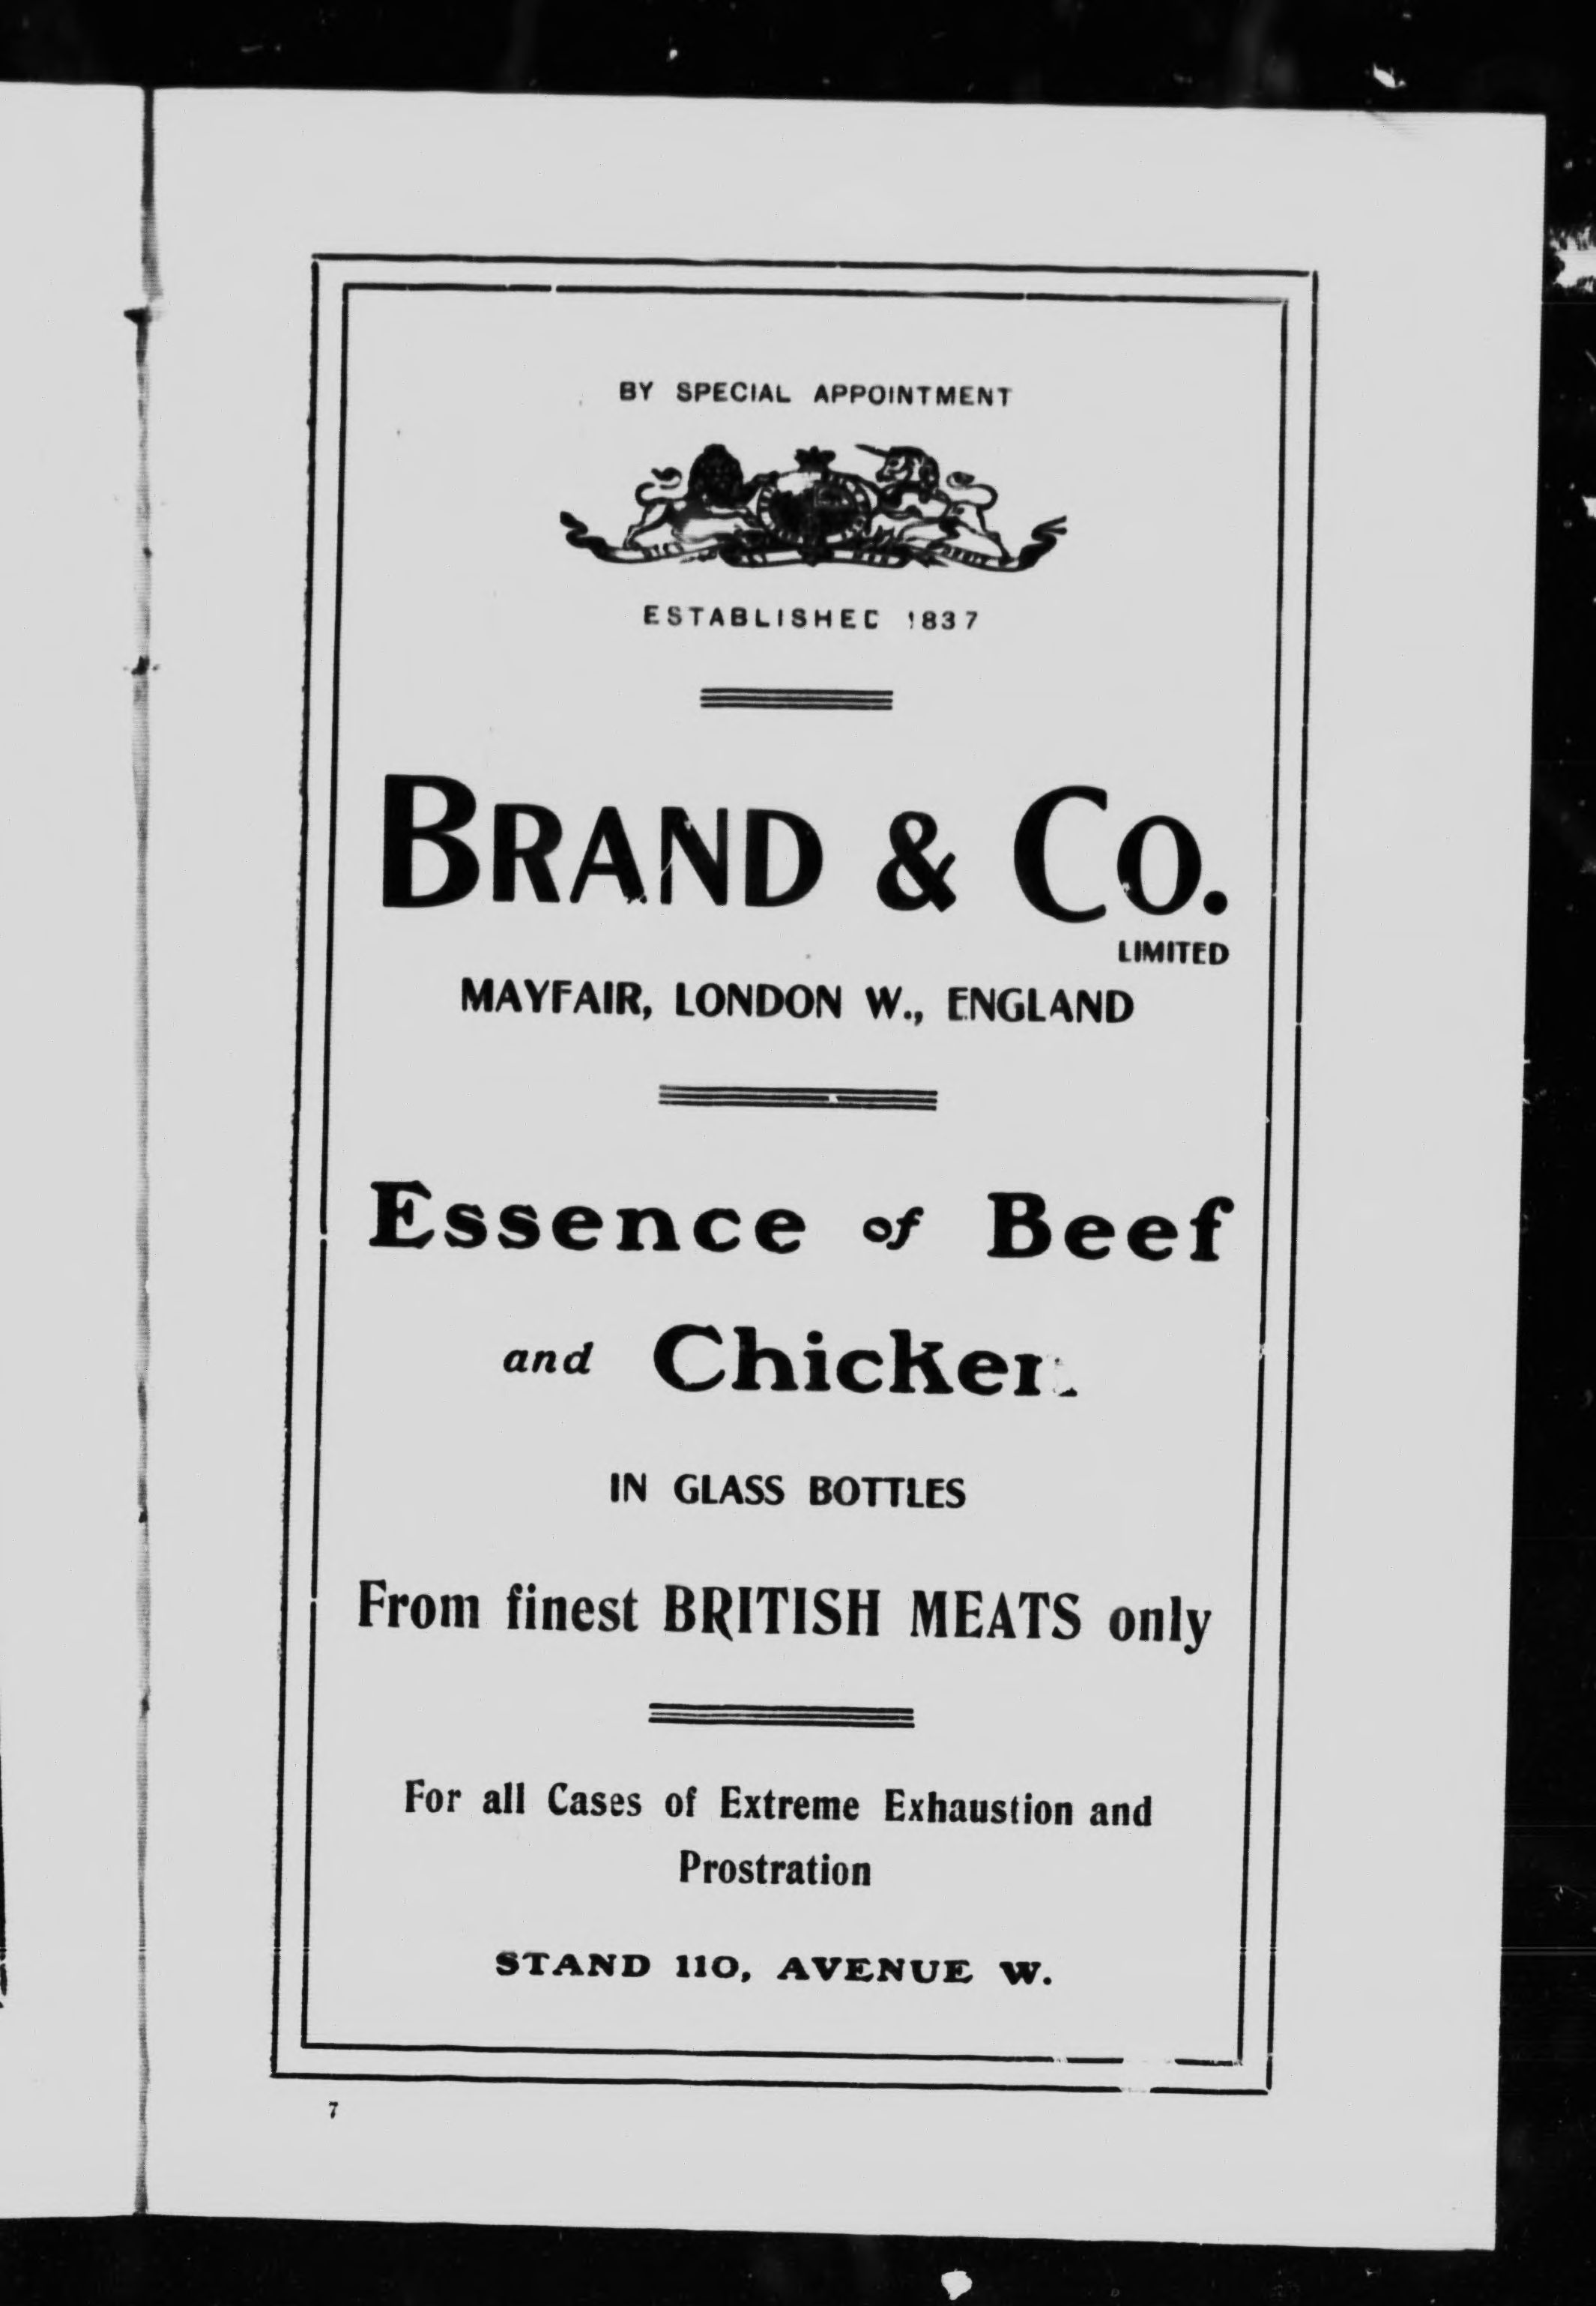 BY SPECIAL APPOINTMENT
ESTABLISHED 1837
BRAND & CO.
LIMITED
MAYFAIR, LONDON W., ENGLAND
Essence of Beef
and Chicken
IN GLASS BOTTLES
From finest BRITISH MEATS only
For all Cases of Extreme Exhaustion and
Prostration
STAND 110, AVENUE W.
7